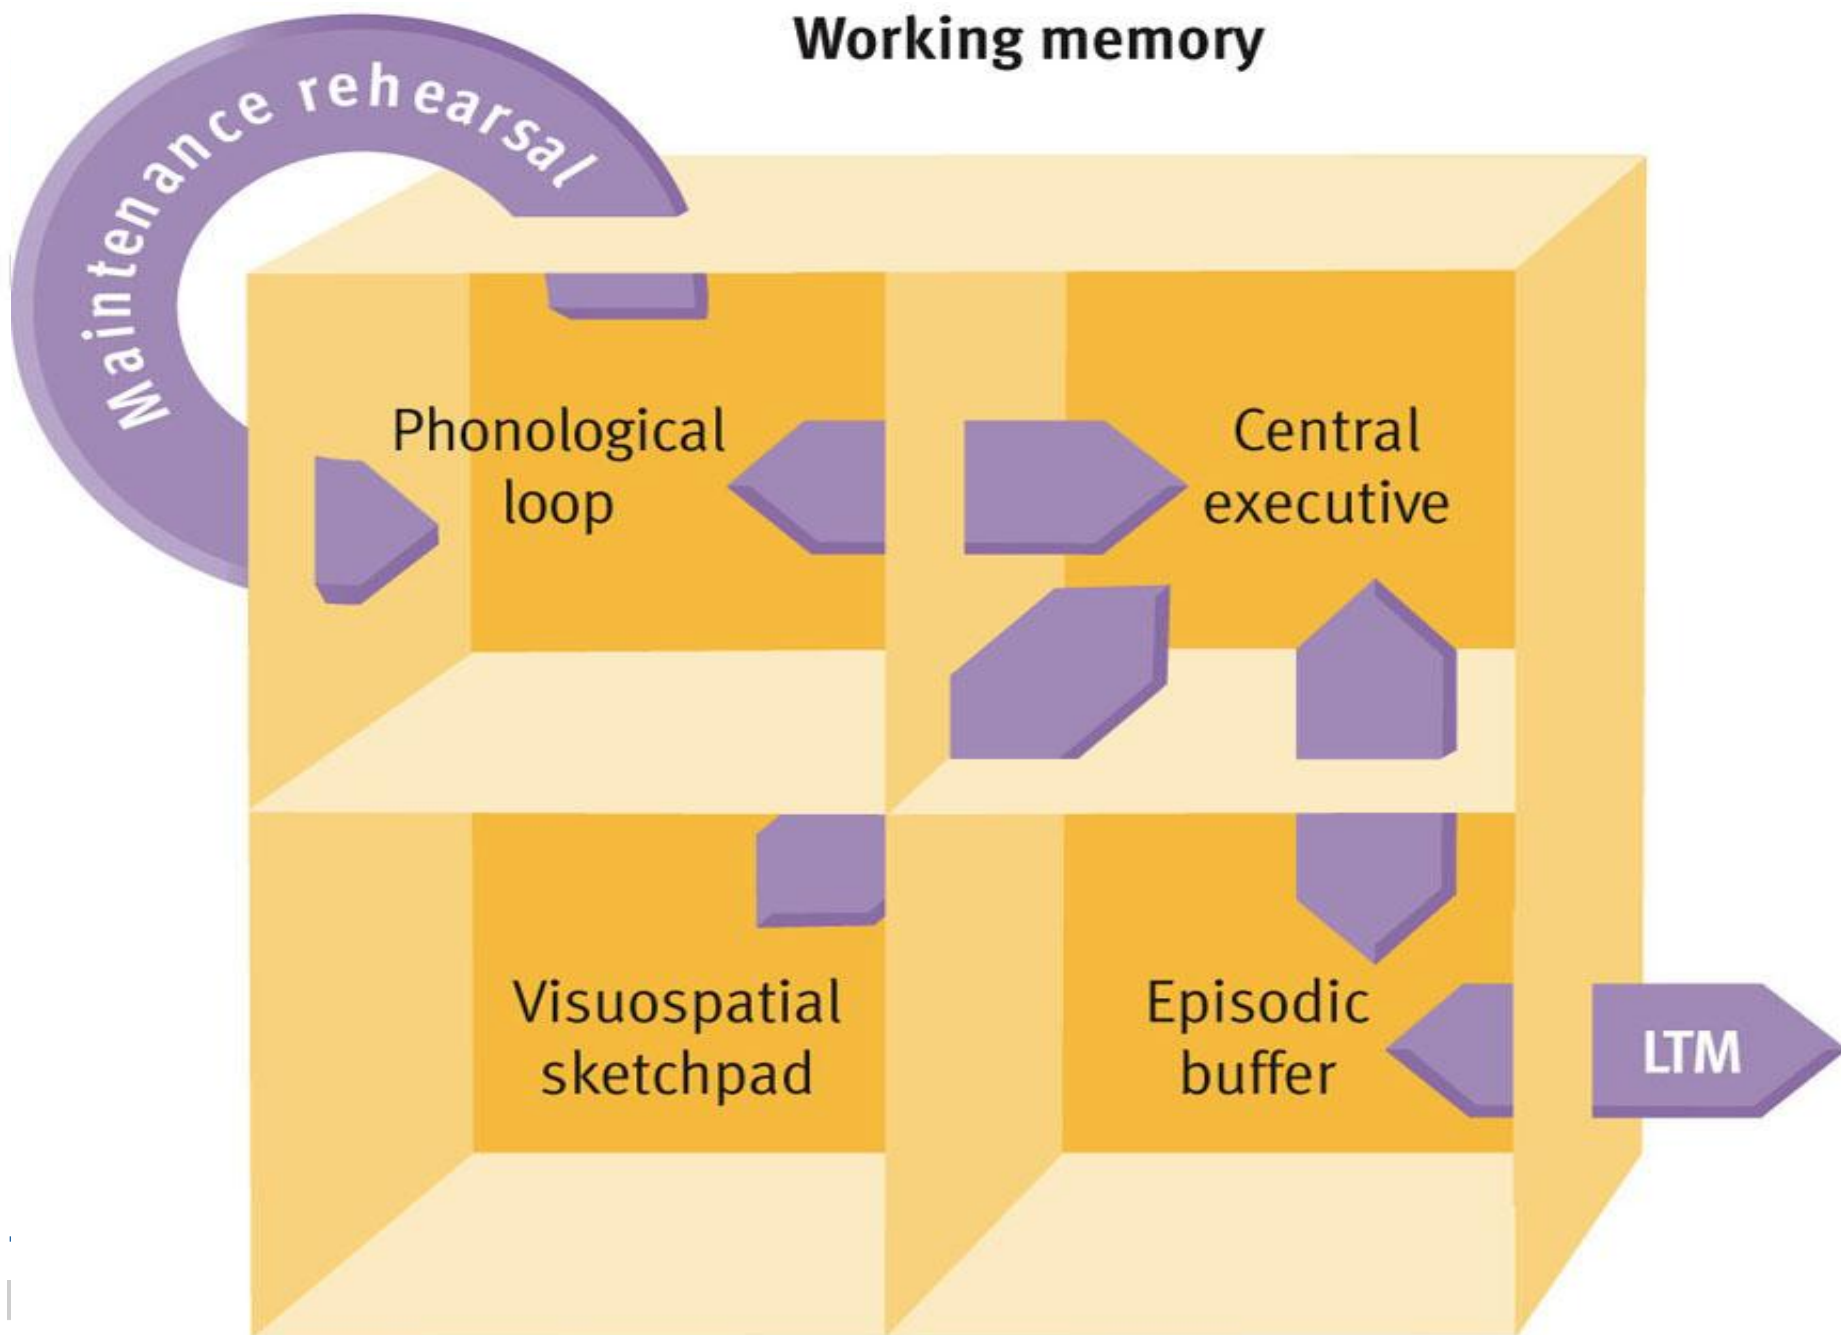 Working memory
Maintenance rehearsal
Phonological
loop
Central
executive
Visuospatial
sketchpad
Episodic
buffer
LTM